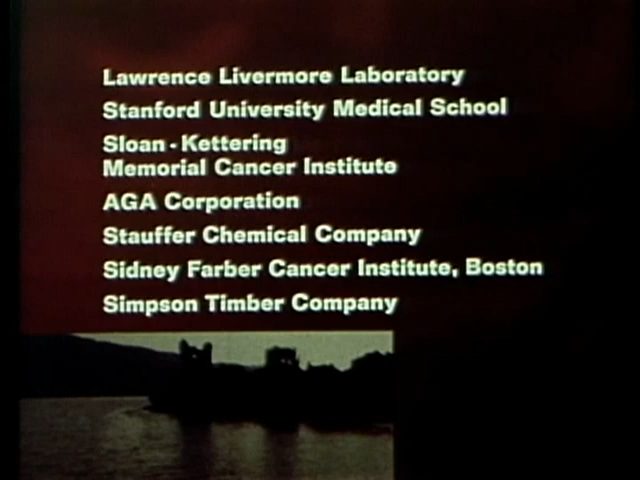 Lawrence Livermore Laboratory
Stanford University Medical School
Sloan-Kettering
Memorial Cancer Institute
AGA Corporation
Stauffer Chemical Company
Sidney Farber Cancer Institute, Boston
Simpson Timber Company